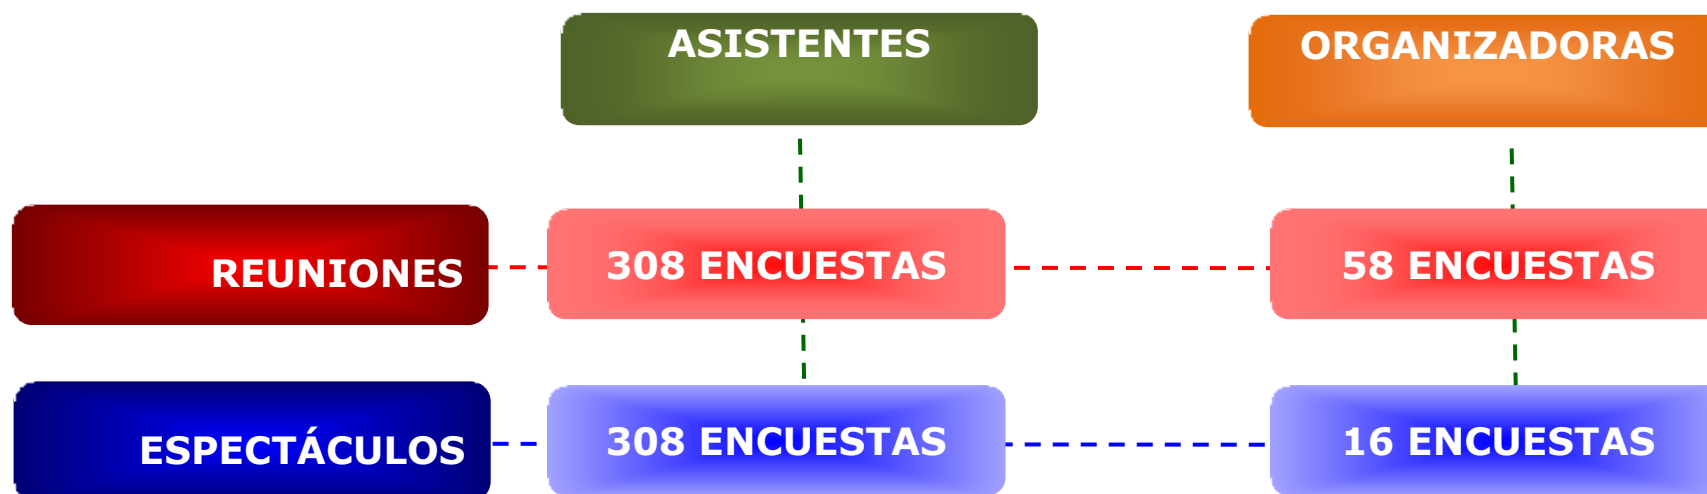 ASISTENTES
ORGANIZADORAS
REUNIONES
308 ENCUESTAS
58 ENCUESTAS
ESPECTÁCULOS
308 ENCUESTAS
16 ENCUESTAS